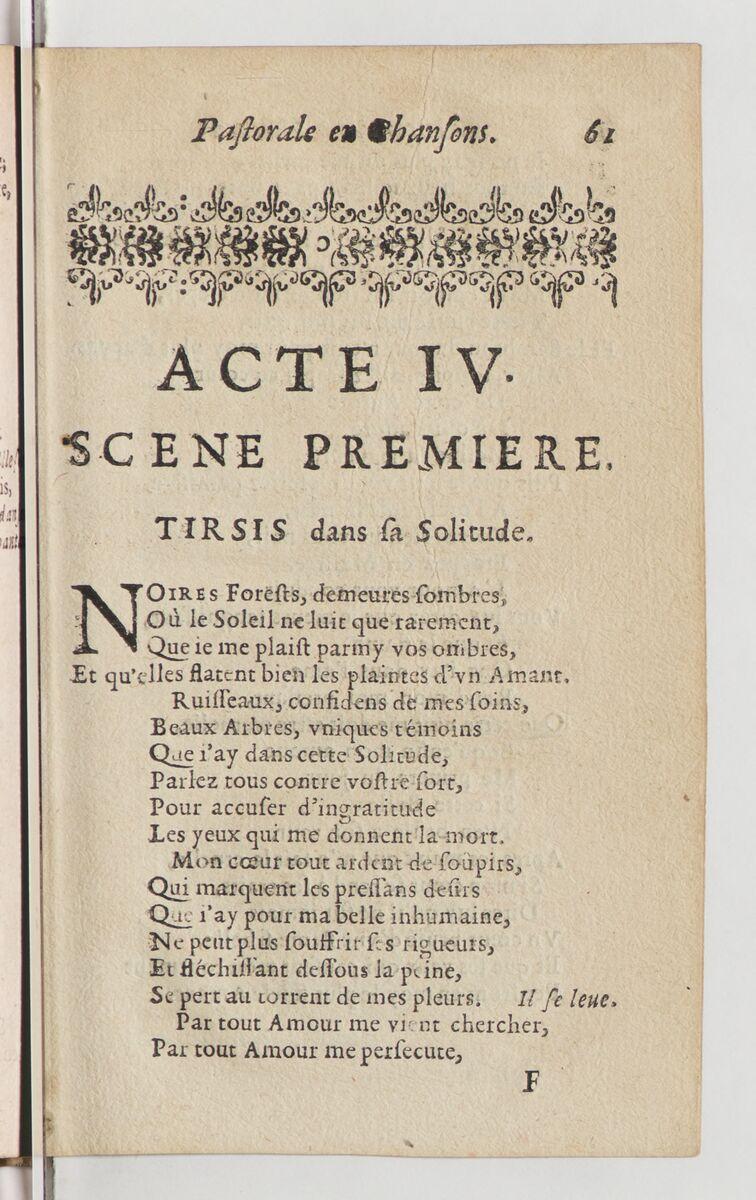 Paſtorale en Chanſons. 61
ACTE IV.
SCENE PREMIERE.
TIRSIS dans ſa Solitude.
NOIRES Foreſts, demeures ſombres,
Où le Soleil ne luit que rarement,
Que ie me plaiſt parmy vos ombres,
Et qu'elles flatent bien les plaintes d'vn Amant.
Ruiſſeaux, confidens de mes ſoins,
Beaux Arbres, vniques témoins
Que i'ay dans cette Solitude,
Parlez tous contre voſtre ſort,
Pour accuſer d'ingratitude
Les yeux qui me donnent la mort.
Mon cœur tout ardent de ſoûpirs,
Qui marquent les preſſans deſirs
Que i'ay pour ma belle inhumaine,
Ne peut plus ſouffrir ſes rigueurs,
Et fléchiſſant deſſous la peine,
Se pert au torrent de mes pleurs. Il ſe leue.
Par tout Amour me vient chercher,
Par tout Amour me perſecute,
F